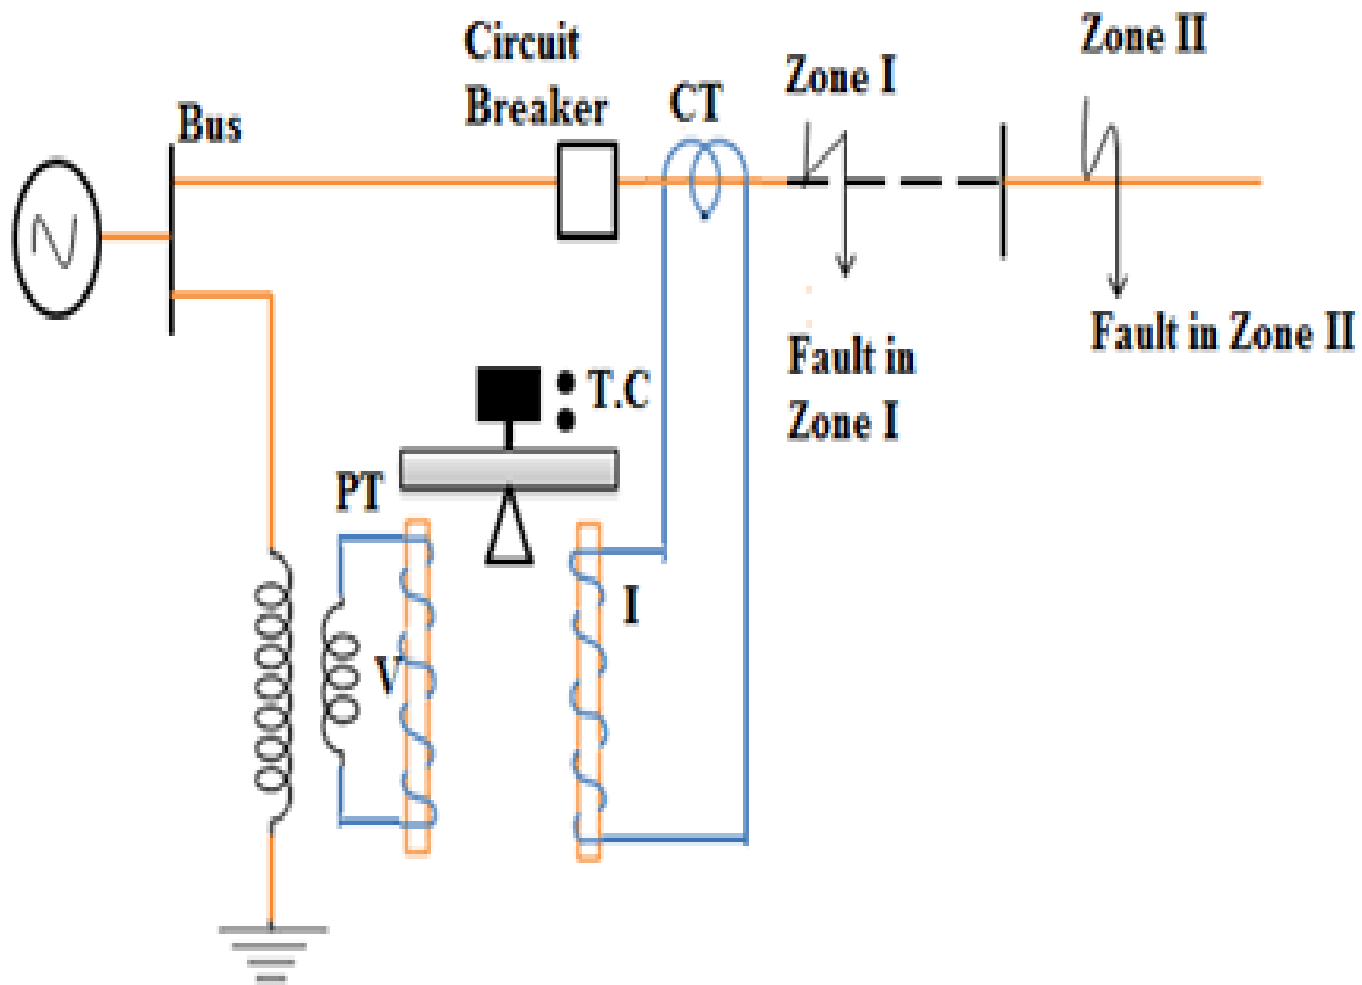 Circuit
Breaker
Bus
CT
Zone I
Zone II
Fault in Zone II
Fault in
Zone I
T.C
PT
V
I